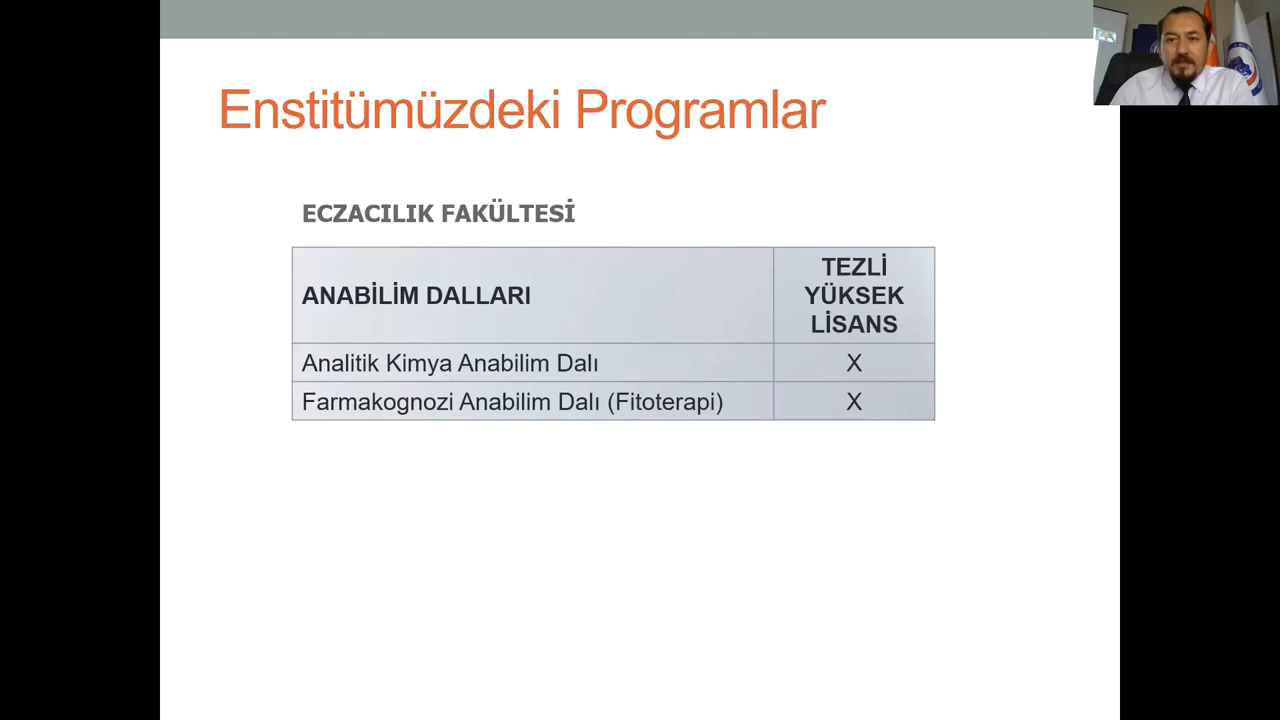 Enstitümüzdeki Programlar
ECZACILIK FAKÜLTESİ
ANABİLİM DALLARI
TEZLİ
YÜKSEK
LİSANS
Analitik Kimya Anabilim Dalı X
Farmakognozi Anabilim Dalı (Fitoterapi) X